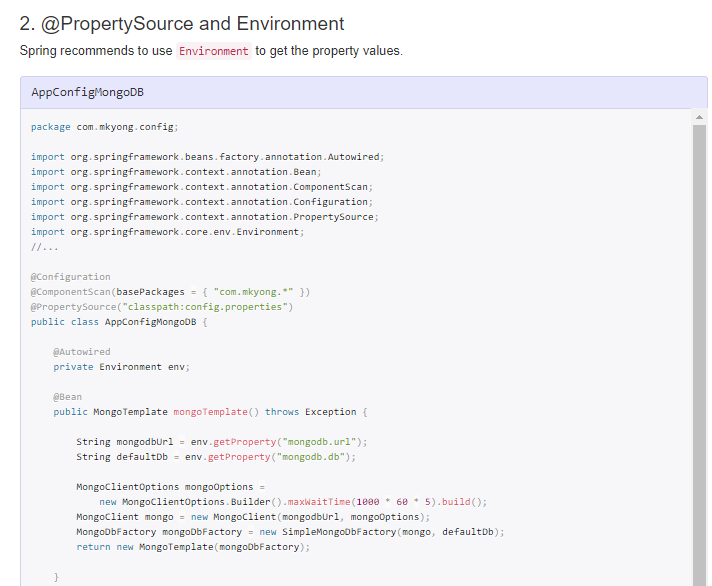 2. @PropertySource and Environment
Spring recommends to use Environment to get the property values.
AppConfigMongoDB
package com.mkyong.config;
import org.springframework.beans.factory.annotation.Autowired;
import org.springframework.context.annotation.Bean;
import org.springframework.context.annotation.ComponentScan;
import org.springframework.context.annotation.Configuration;
import org.springframework.context.annotation.PropertySource;
import org.springframework.core.env.Environment;
//...
@Configuration
@ComponentScan(basePackages = { "com.mkyong.*" })
@PropertySource("classpath:config.properties")
public class AppConfigMongoDB {
@Autowired
private Environment env;
@Bean
public MongoTemplate mongoTemplate() throws Exception {
String mongodbUrl = env.getProperty("mongodb.url");
String defaultDb = env.getProperty("mongodb.db");
MongoClientOptions mongoOptions =
new MongoClientOptions.Builder().maxWaitTime(1000 * 60 * 5).build();
MongoClient mongo = new MongoClient(mongodbUrl, mongoOptions);
MongoDbFactory mongoDbFactory = new SimpleMongoDbFactory(mongo, defaultDb);
return new MongoTemplate(mongoDbFactory);
}